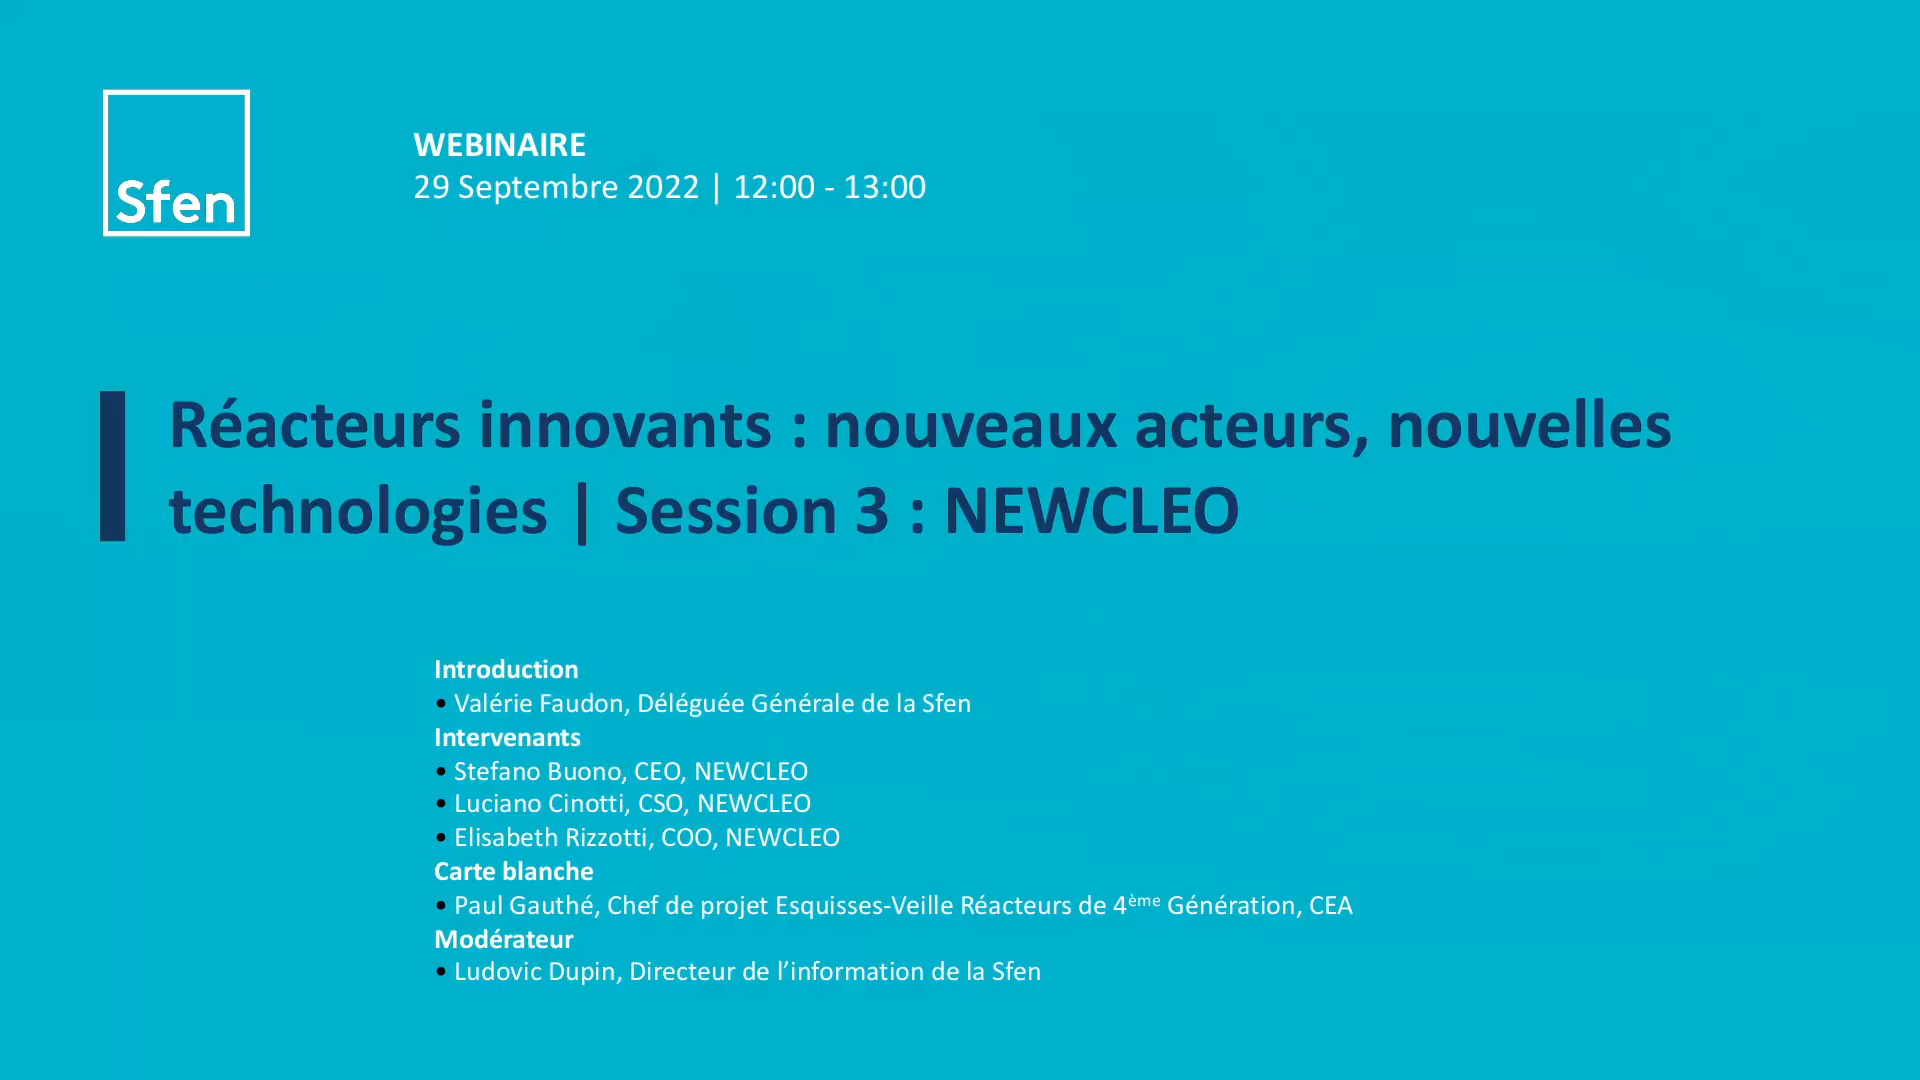 Sfen
WEBINAIRE
29 Septembre 2022 | 12:00 - 13:00
Réacteurs innovants : nouveaux acteurs, nouvelles
technologies | Session 3 : NEWCLEO
Introduction
• Valérie Faudon, Déléguée Générale de la Sfen
Intervenants
• Stefano Buono, CEO, NEWCLEO
• Luciano Cinotti, CSO, NEWCLEO
• Elisabeth Rizzotti, COO, NEWCLEO
Carte blanche
• Paul Gauthé, Chef de projet Esquisses-Veille Réacteurs de 4ème Génération, CEA
Modérateur
• Ludovic Dupin, Directeur de l’information de la Sfen